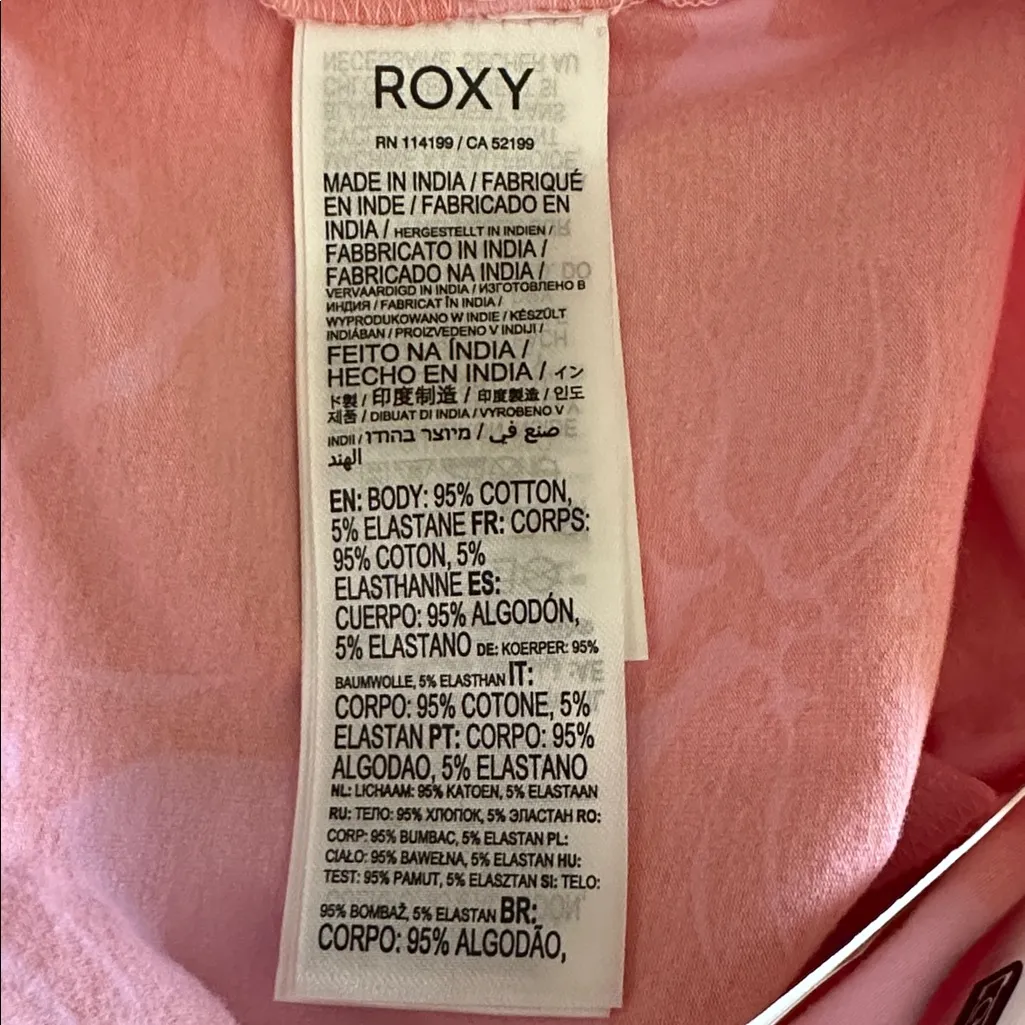 ROXY
RN 114199 / CA 52199
MADE IN INDIA / FABRIQUÉ
EN INDE / FABRICADO EN
INDIA / HERGESTELLT IN INDIEN /
FABBRICATO IN INDIA /
FABRICADO NA INDIA /
VERVAARDIGD IN INDIA / ИЗГОТОВЛЕНО В
ИНДИЯ / FABRICAT ÎN INDIA /
WYPRODUKOWANO W INDIE / KÉSZÜLT
INDIÁBAN / PROIZVEDENO V INDIJI /
FEITO NA ÍNDIA /
HECHO EN INDIA / イン
ド製 / 印度制造 / 印度製造 / 인도
제품 / DIBUAT DI INDIA / VYROBENO V
INDII / מיוצר בהודו / صنع في
الهند
EN: BODY: 95% COTTON,
5% ELASTANE FR: CORPS:
95% COTON, 5%
ELASTHANNE ES:
CUERPO: 95% ALGODÓN,
5% ELASTANO DE: KOERPER: 95%
BAUMWOLLE, 5% ELASTHAN IT:
CORPO: 95% COTONE, 5%
ELASTAN PT: CORPO: 95%
ALGODAO, 5% ELASTANO
NL: LICHAAM: 95% KATOEN, 5% ELASTAAN
RU: ТЕЛО: 95% ХЛОПОК, 5% ЭЛАСТАН RO:
CORP: 95% BUMBAC, 5% ELASTAN PL:
CIAŁO: 95% BAWEŁNA, 5% ELASTAN HU:
TEST: 95% PAMUT, 5% ELASZTAN SI: TELO:
95% BOMBAŽ, 5% ELASTAN BR:
CORPO: 95% ALGODÃO,